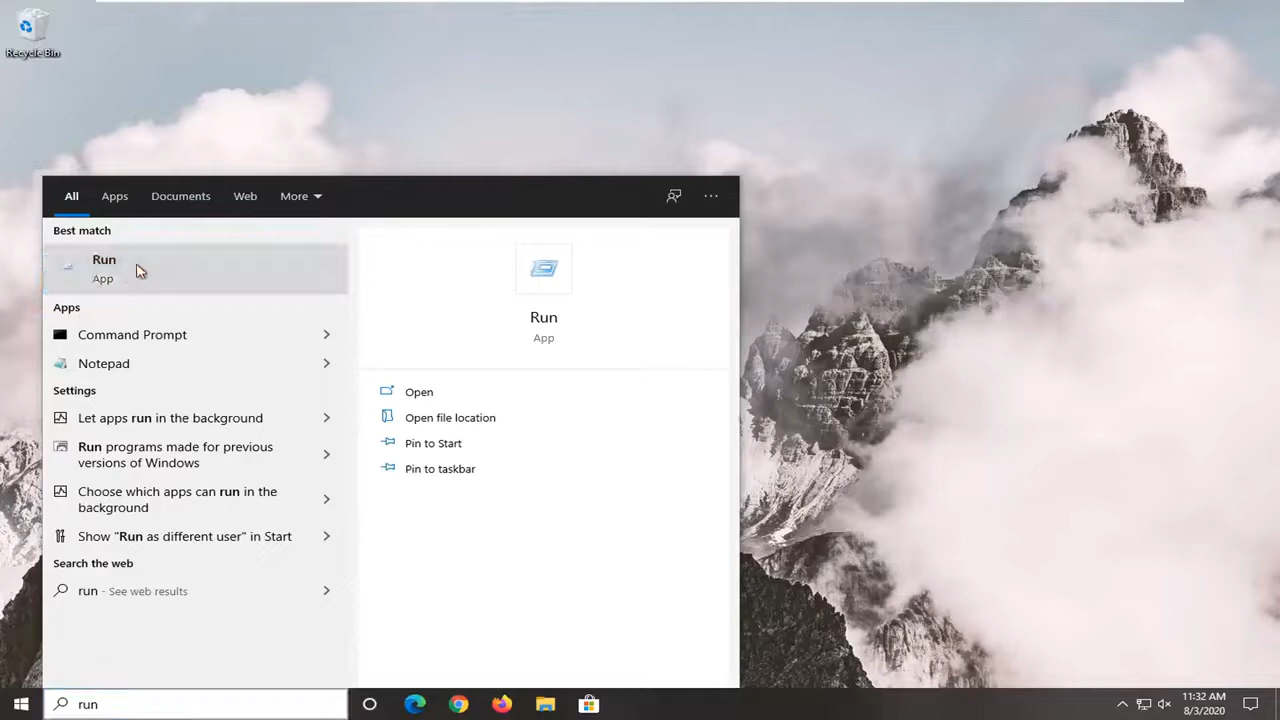 Recycle Bin
All Apps Documents Web More
Best match
Run
App
Apps
Command Prompt
Notepad
Settings
Let apps run in the background
Run programs made for previous
versions of Windows
Choose which apps can run in the
background
Show "Run as different user" in Start
Search the web
run - See web results
Run
App
Open
Open file location
Pin to Start
Pin to taskbar
run
11:32 AM
8/3/2020